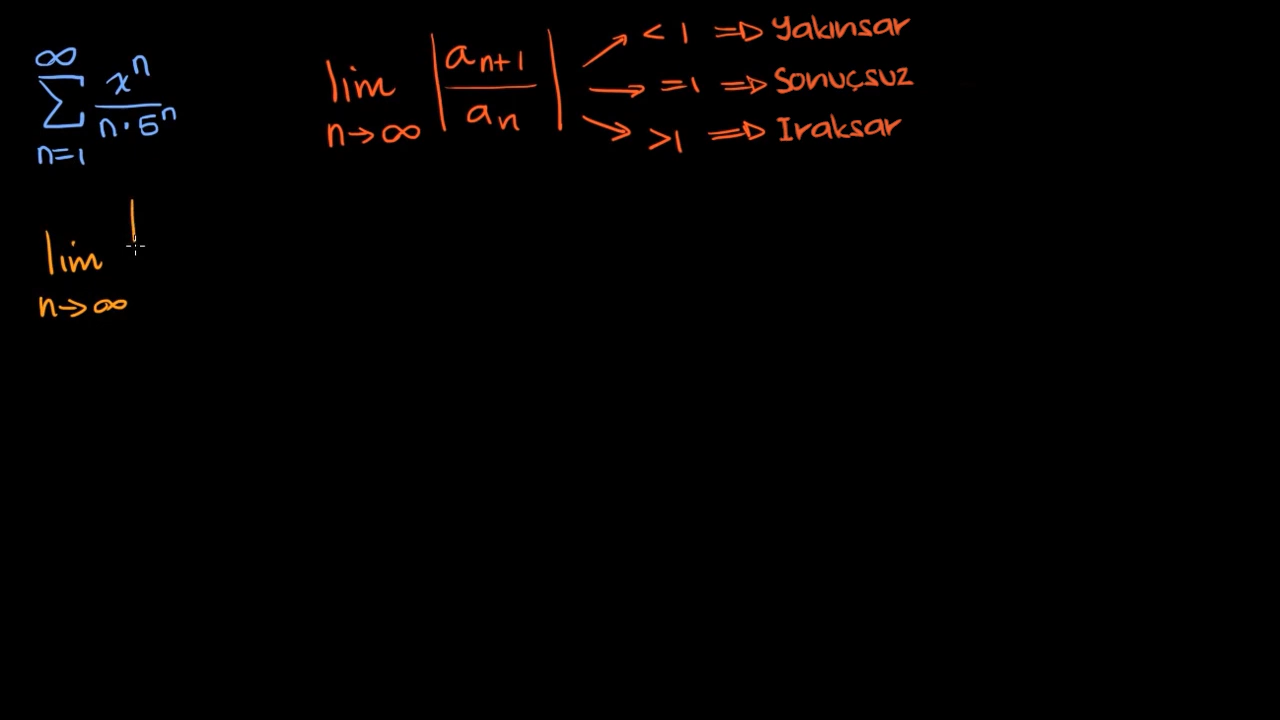 ∞
∑ xⁿ / n · 5ⁿ
n=1
lim | aₙ₊₁ / aₙ |
n→∞
< 1 ⇒ Yakınsar
= 1 ⇒ Sonuçsuz
> 1 ⇒ Iraksar
lim |
n→∞